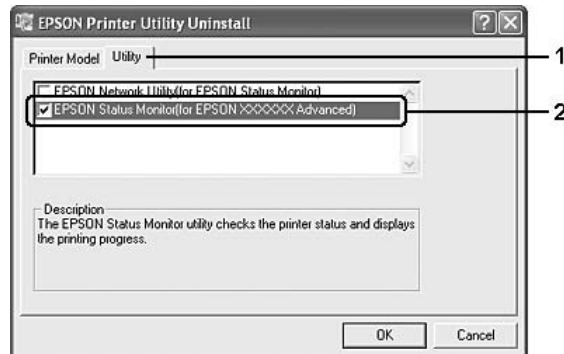 EPSON Printer Utility Uninstall
Printer Model Utility
1
EPSON Network Utility(for EPSON Status Monitor)
EPSON Status Monitor(for EPSON XXXXXX Advanced)
2
Description
The EPSON Status Monitor utility checks the printer status and displays
the printing progress.
OK Cancel